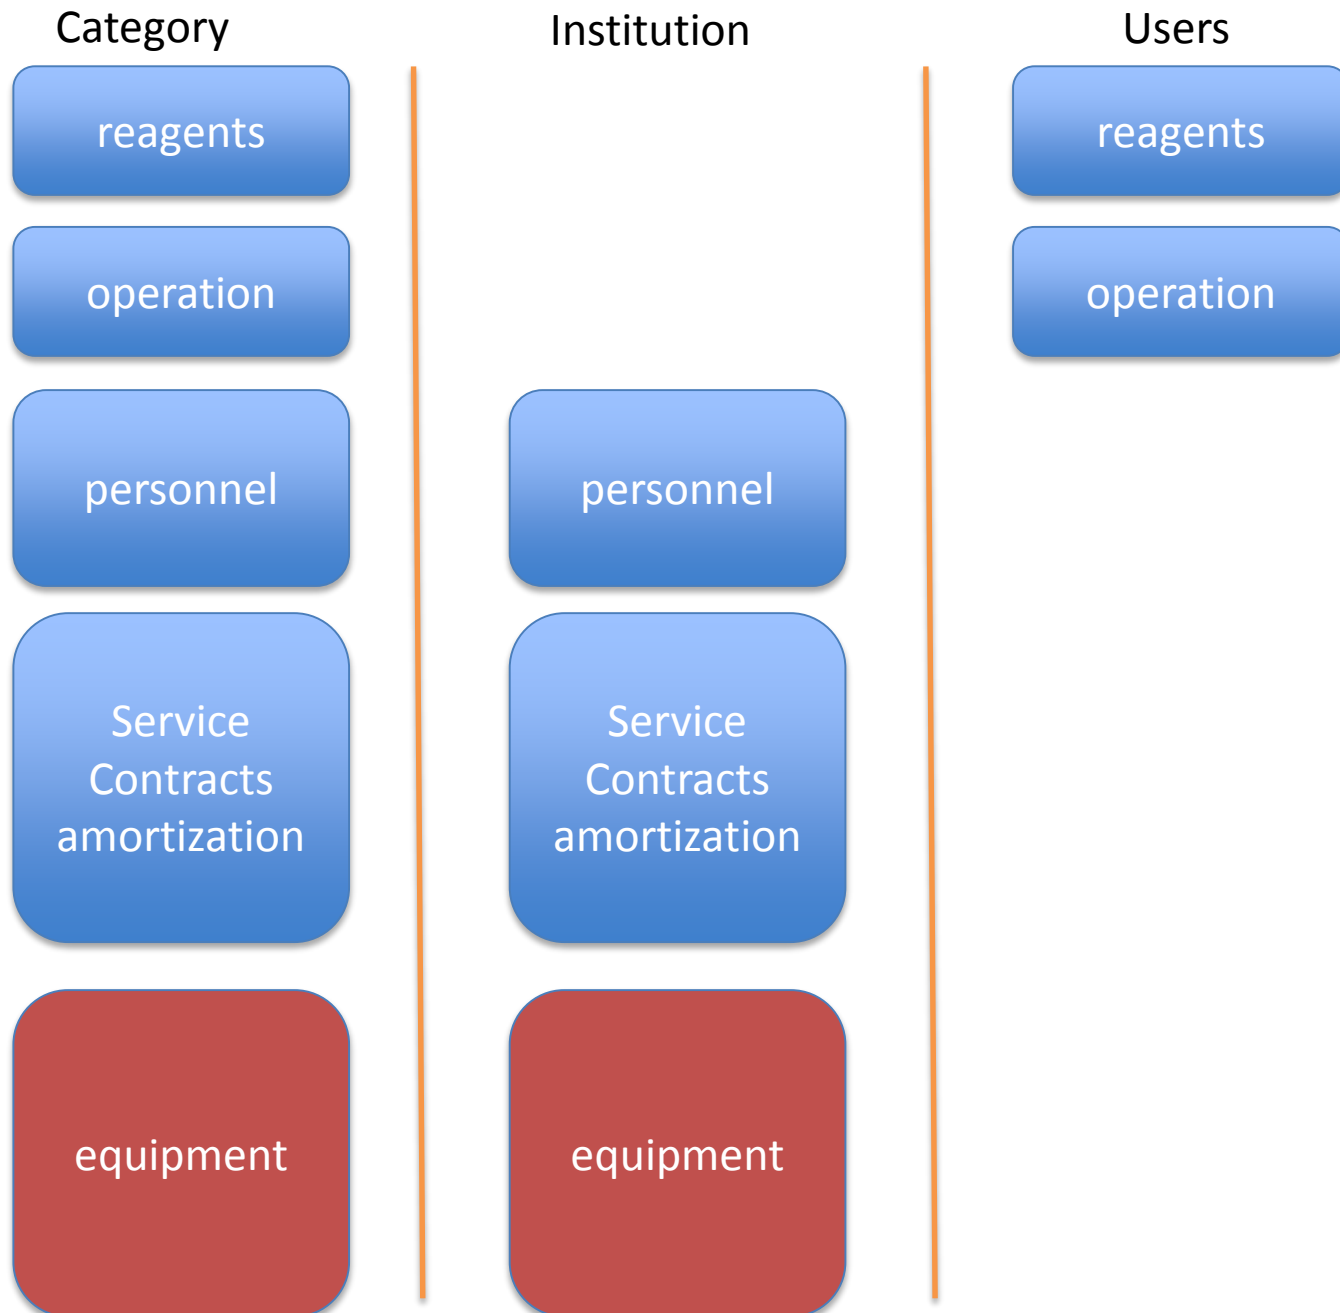 Category
Institution
Users
reagents
reagents
operation
operation
personnel
personnel
Service
Contracts
amortization
Service
Contracts
amortization
equipment
equipment